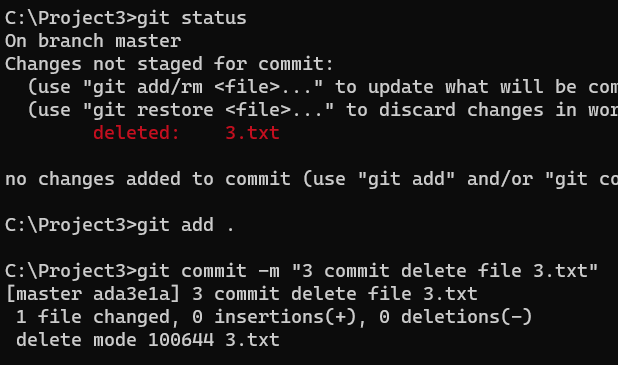 C:\Project3>git status
On branch master
Changes not staged for commit:
  (use "git add/rm <file>..." to update what will be com
  (use "git restore <file>..." to discard changes in wor
        deleted:    3.txt
no changes added to commit (use "git add" and/or "git co
C:\Project3>git add .
C:\Project3>git commit -m "3 commit delete file 3.txt"
[master ada3e1a] 3 commit delete file 3.txt
 1 file changed, 0 insertions(+), 0 deletions(-)
 delete mode 100644 3.txt